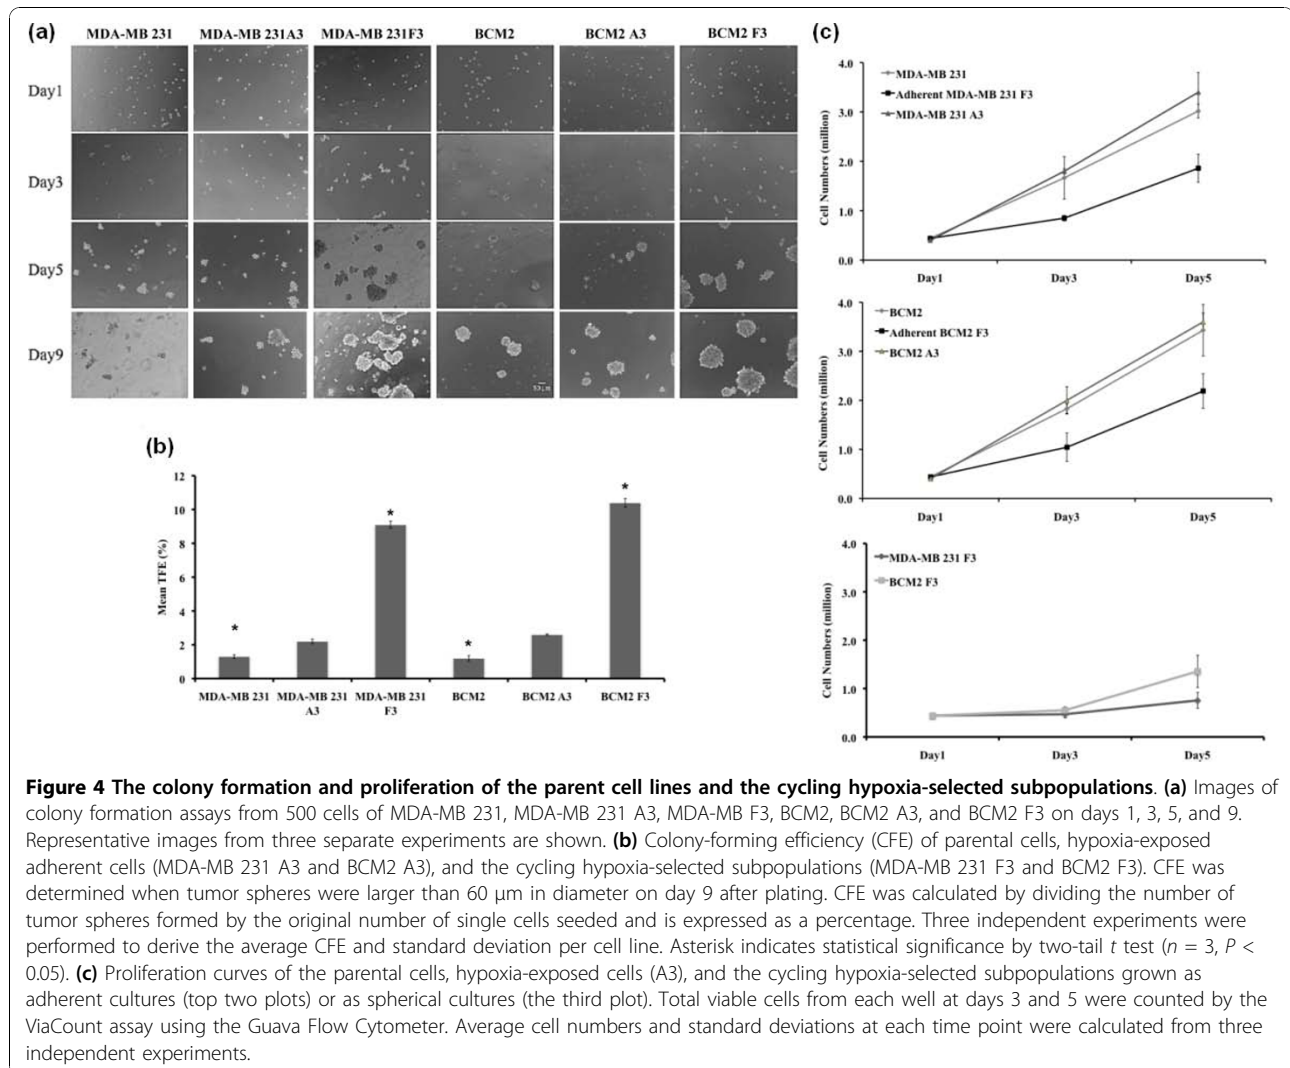 (a)
MDA-MB 231 MDA-MB 231A3 MDA-MB 231F3 BCM2 BCM2 A3 BCM2 F3
Day1
Day3
Day5
Day9
(b)
12
10
8
6
4
2
0
Mean TFE (%)
*
*
*
*
MDA-MB 231 MDA-MB 231 A3 MDA-MB 231 F3 BCM2 BCM2 A3 BCM2 F3
(c)
4.0
3.0
2.0
1.0
0.0
Cell Numbers (million)
MDA-MB 231
Adherent MDA-MB 231 F3
MDA-MB 231 A3
Day1 Day3 Day5
4.0
3.0
2.0
1.0
0.0
Cell Numbers (million)
BCM2
Adherent BCM2 F3
BCM2 A3
Day1 Day3 Day5
4.0
3.0
2.0
1.0
0.0
Cell Numbers (million)
MDA-MB 231 F3
BCM2 F3
Day1 Day3 Day5
Figure 4 The colony formation and proliferation of the parent cell lines and the cycling hypoxia-selected subpopulations. (a) Images of
colony formation assays from 500 cells of MDA-MB 231, MDA-MB 231 A3, MDA-MB F3, BCM2, BCM2 A3, and BCM2 F3 on days 1, 3, 5, and 9.
Representative images from three separate experiments are shown. (b) Colony-forming efficiency (CFE) of parental cells, hypoxia-exposed
adherent cells (MDA-MB 231 A3 and BCM2 A3), and the cycling hypoxia-selected subpopulations (MDA-MB 231 F3 and BCM2 F3). CFE was
determined when tumor spheres were larger than 60 μm in diameter on day 9 after plating. CFE was calculated by dividing the number of
tumor spheres formed by the original number of single cells seeded and is expressed as a percentage. Three independent experiments were
performed to derive the average CFE and standard deviation per cell line. Asterisk indicates statistical significance by two-tail t test (n = 3, P <
0.05). (c) Proliferation curves of the parental cells, hypoxia-exposed cells (A3), and the cycling hypoxia-selected subpopulations grown as
adherent cultures (top two plots) or as spherical cultures (the third plot). Total viable cells from each well at days 3 and 5 were counted by the
ViaCount assay using the Guava Flow Cytometer. Average cell numbers and standard deviations at each time point were calculated from three
independent experiments.